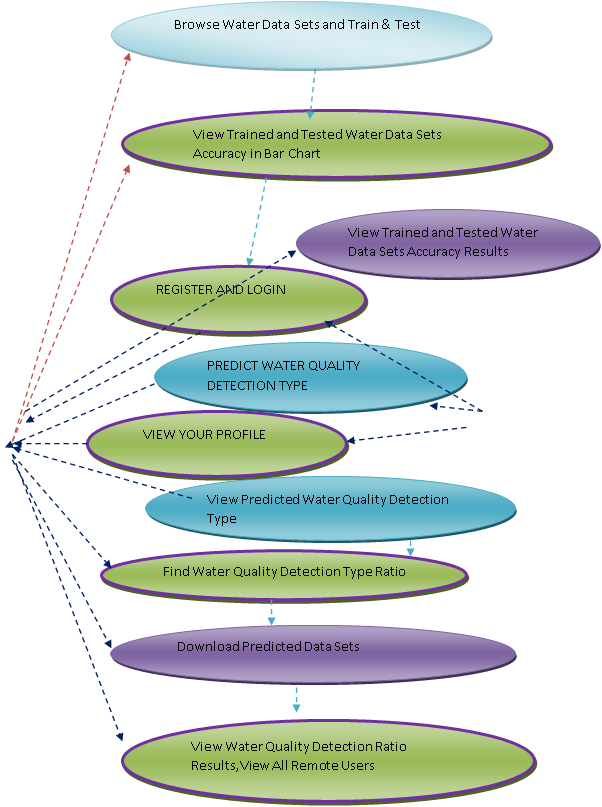 Browse Water Data Sets and Train & Test
View Trained and Tested Water Data Sets
Accuracy in Bar Chart
View Trained and Tested Water
Data Sets Accuracy Results
REGISTER AND LOGIN
PREDICT WATER QUALITY
DETECTION TYPE
VIEW YOUR PROFILE
View Predicted Water Quality Detection
Type
Find Water Quality Detection Type Ratio
Download Predicted Data Sets
View Water Quality Detection Ratio
Results,View All Remote Users